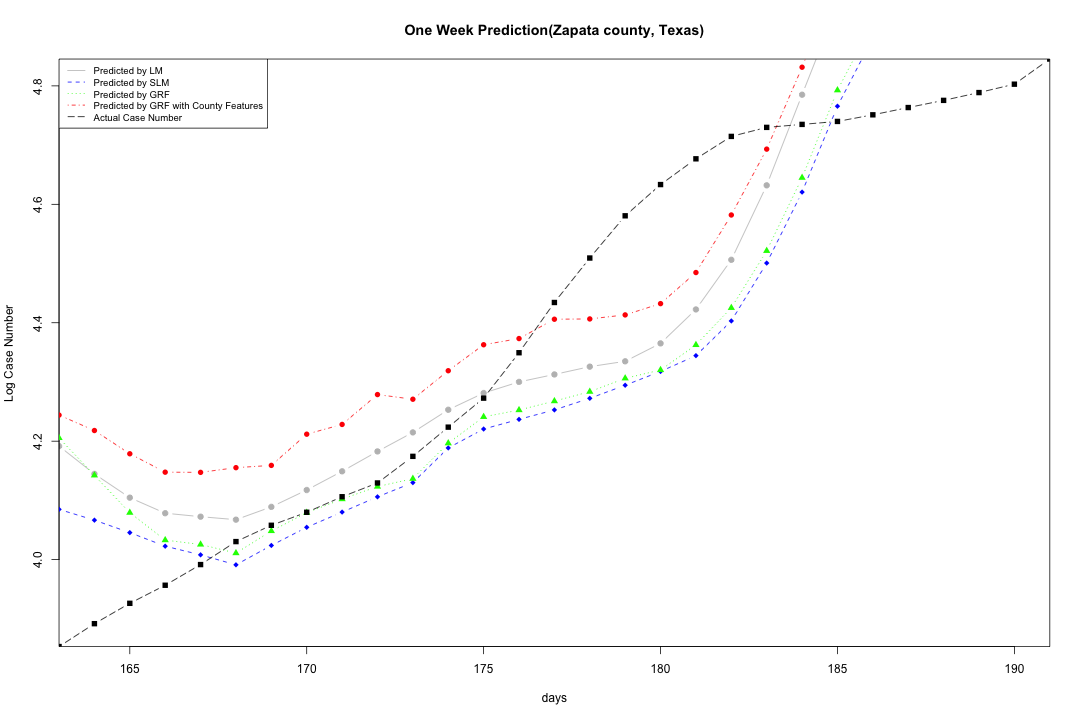 One Week Prediction(Zapata county, Texas)
Predicted by LM
Predicted by SLM
Predicted by GRF
Predicted by GRF with County Features
Actual Case Number
4.8
4.6
4.4
4.2
4.0
Log Case Number
165 170 175 180 185 190
days